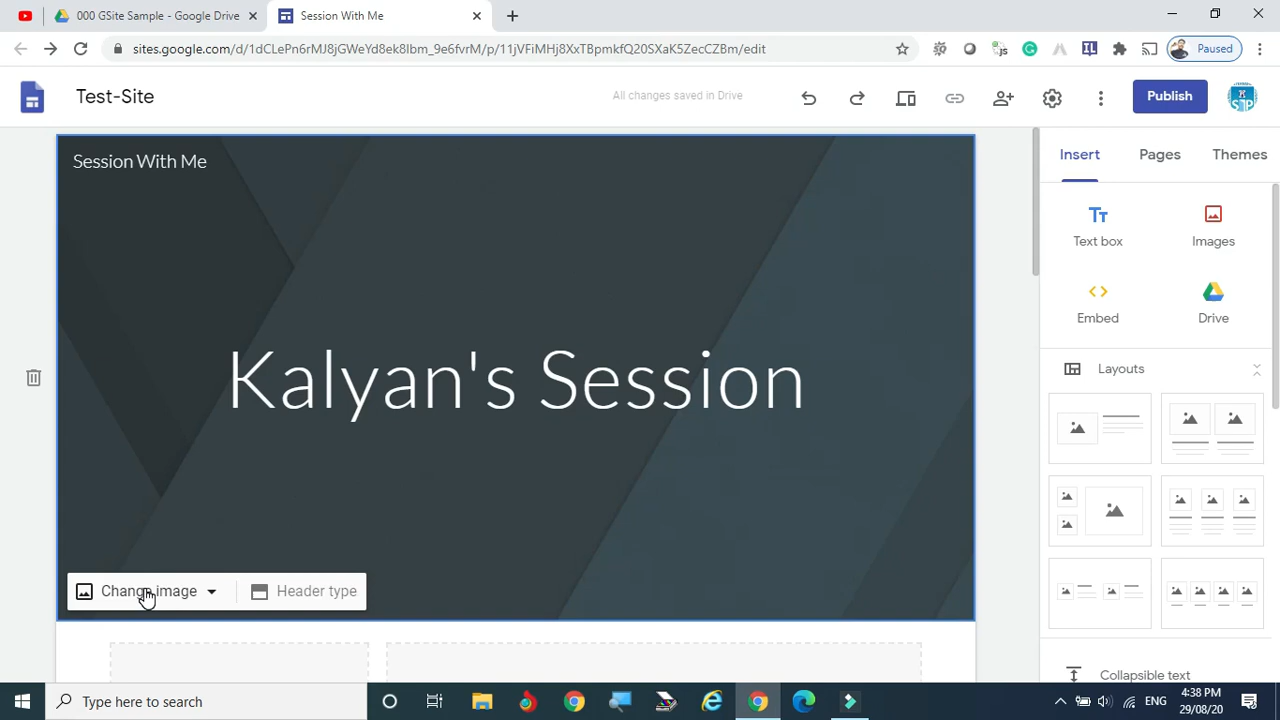 000 GSite Sample - Google Drive
Session With Me
sites.google.com/d/1dCLePn6rMJ8jGWeYd8ek8Ibm_9e6fvrM/p/11jVFiMHj8XxTBpmkfQ20SXaK5ZecCZBm/edit
Paused
Test-Site
All changes saved in Drive
Publish
Session With Me
Kalyan's Session
Change image
Header type
Insert
Pages
Themes
Text box
Images
Embed
Drive
Layouts
Collapsible text
Type here to search
ENG
4:38 PM
29/08/20